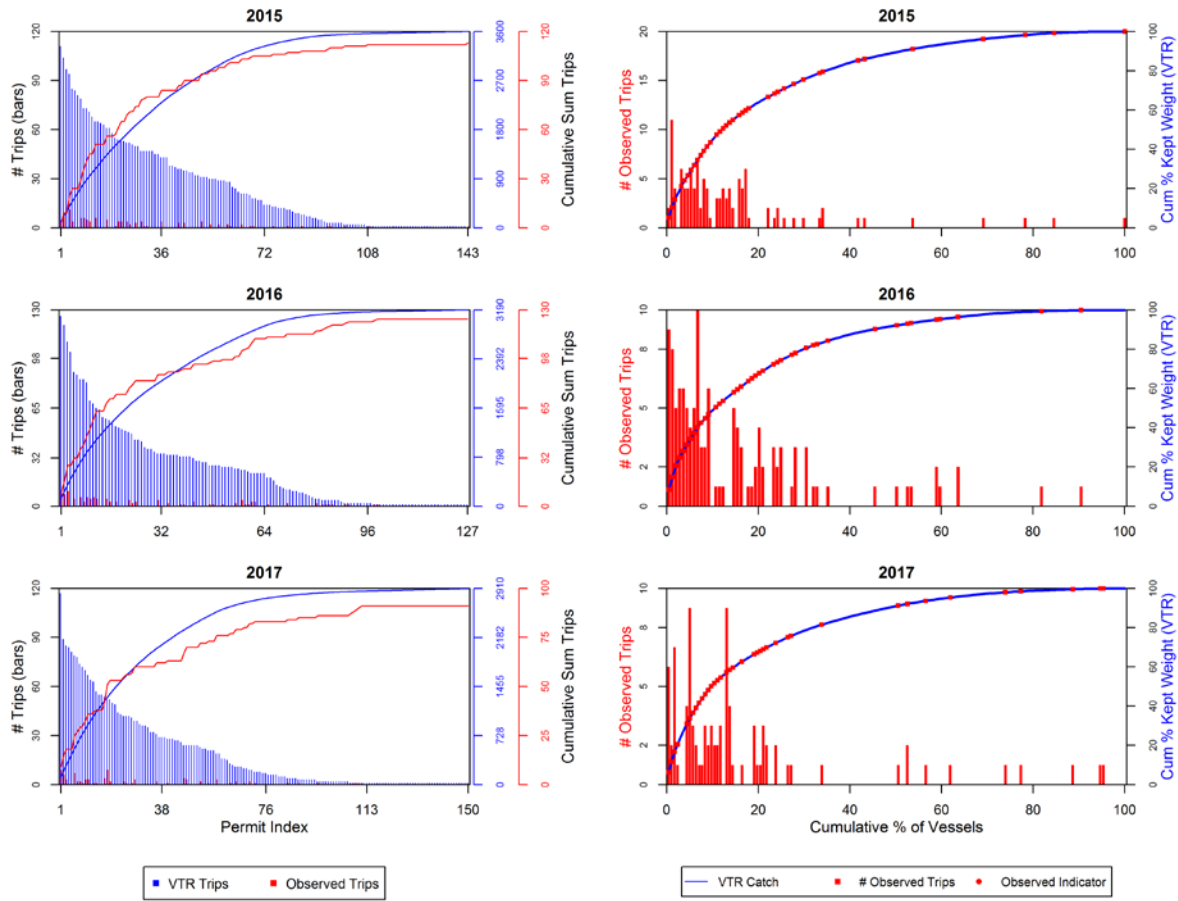 2015
# Trips (bars)
0 30 60 90 120
1 36 72 108 143
0 900 1800 2700 3600
0 30 60 90 120
Cumulative Sum Trips
2015
# Observed Trips
0 5 10 15 20
0 20 40 60 80 100
0 20 40 60 80 100
Cum % Kept Weight (VTR)
2016
# Trips (bars)
0 32 65 98 130
1 32 64 96 127
0 798 1595 2392 3190
0 32 65 98 130
Cumulative Sum Trips
2016
# Observed Trips
0 2 5 8 10
0 20 40 60 80 100
0 20 40 60 80 100
Cum % Kept Weight (VTR)
2017
# Trips (bars)
0 30 60 90 120
1 38 76 113 150
Permit Index
0 728 1455 2182 2910
0 25 50 75 100
Cumulative Sum Trips
2017
# Observed Trips
0 2 5 8 10
0 20 40 60 80 100
Cumulative % of Vessels
0 20 40 60 80 100
Cum % Kept Weight (VTR)
VTR Trips Observed Trips
VTR Catch # Observed Trips Observed Indicator